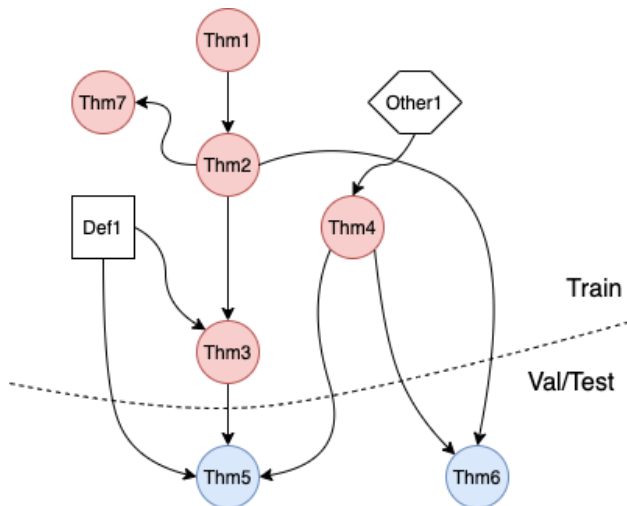 Thm1
Thm7
Other1
Thm2
Def1
Thm4
Train
Thm3
Val/Test
Thm5
Thm6